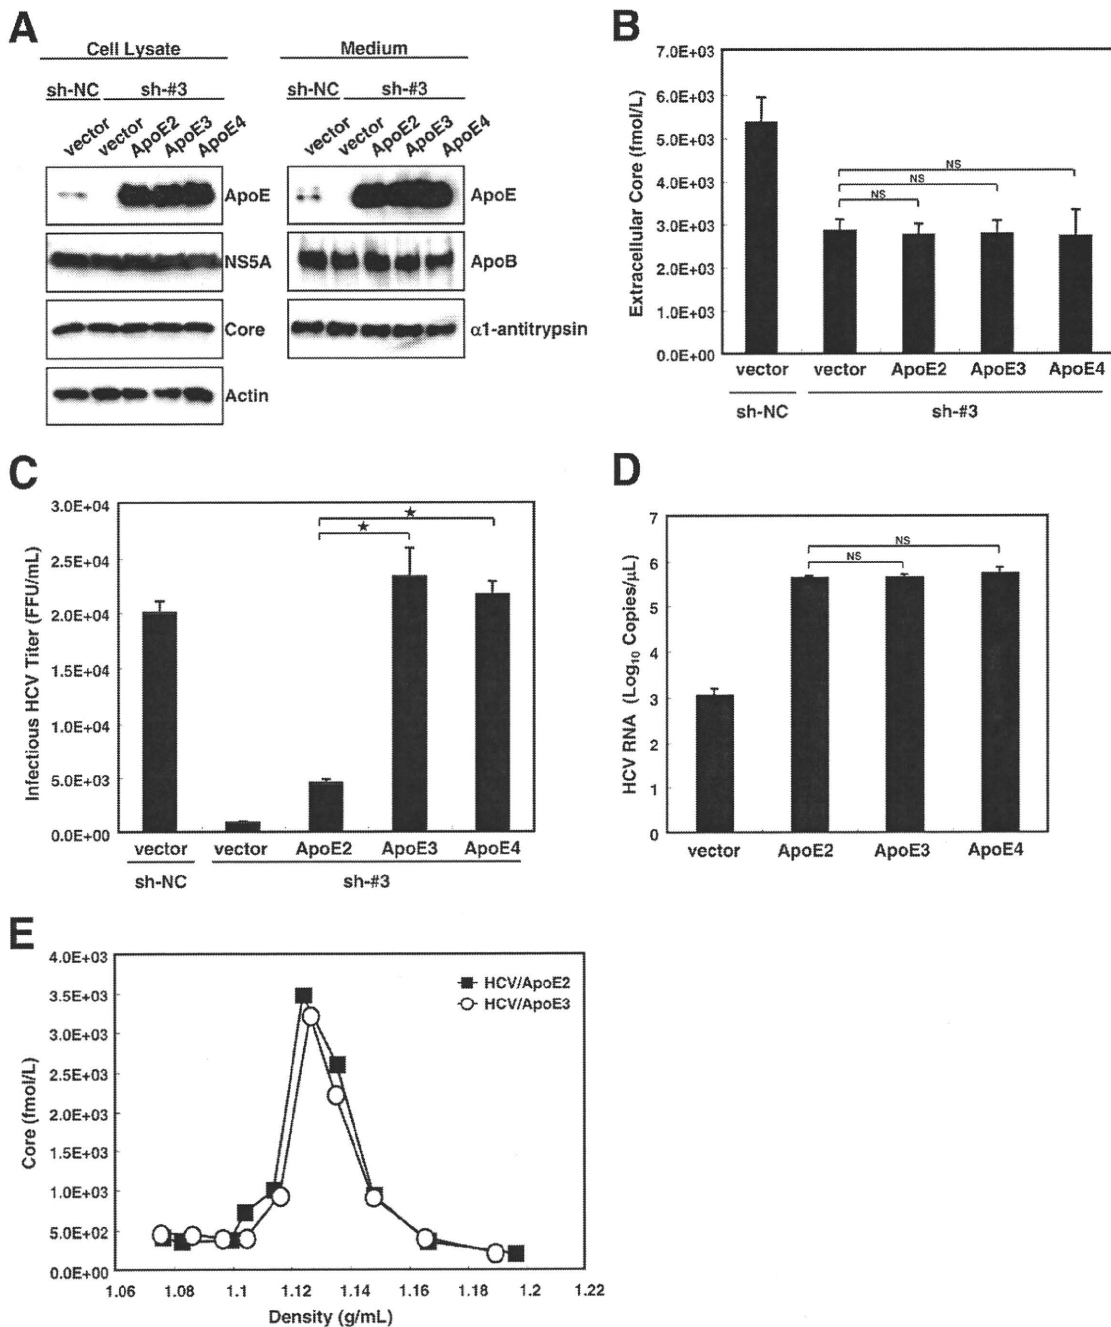 A
Cell Lysate
Medium
sh-NC
sh-#3
sh-NC
sh-#3
vector
vector
ApoE2
ApoE3
ApoE4
vector
vector
ApoE2
ApoE3
ApoE4
ApoE
NS5A
Core
Actin
ApoE
ApoB
α1-antitrypsin
B
Extracellular Core (fmol/L)
7.0E+03
6.0E+03
5.0E+03
4.0E+03
3.0E+03
2.0E+03
1.0E+03
0.0E+00
NS
NS
NS
vector
vector
ApoE2
ApoE3
ApoE4
sh-NC
sh-#3
C
Infectious HCV Titer (FFU/mL)
3.0E+04
2.5E+04
2.0E+04
1.5E+04
1.0E+04
5.0E+03
0.0E+00
★
★
vector
vector
ApoE2
ApoE3
ApoE4
sh-NC
sh-#3
D
HCV RNA (Log10 Copies/μL)
7
6
5
4
3
2
1
0
NS
NS
vector
ApoE2
ApoE3
ApoE4
E
Core (fmol/L)
4.0E+03
3.5E+03
3.0E+03
2.5E+03
2.0E+03
1.5E+03
1.0E+03
5.0E+02
0.0E+00
HCV/ApoE2
HCV/ApoE3
1.06
1.08
1.1
1.12
1.14
1.16
1.18
1.2
1.22
Density (g/mL)